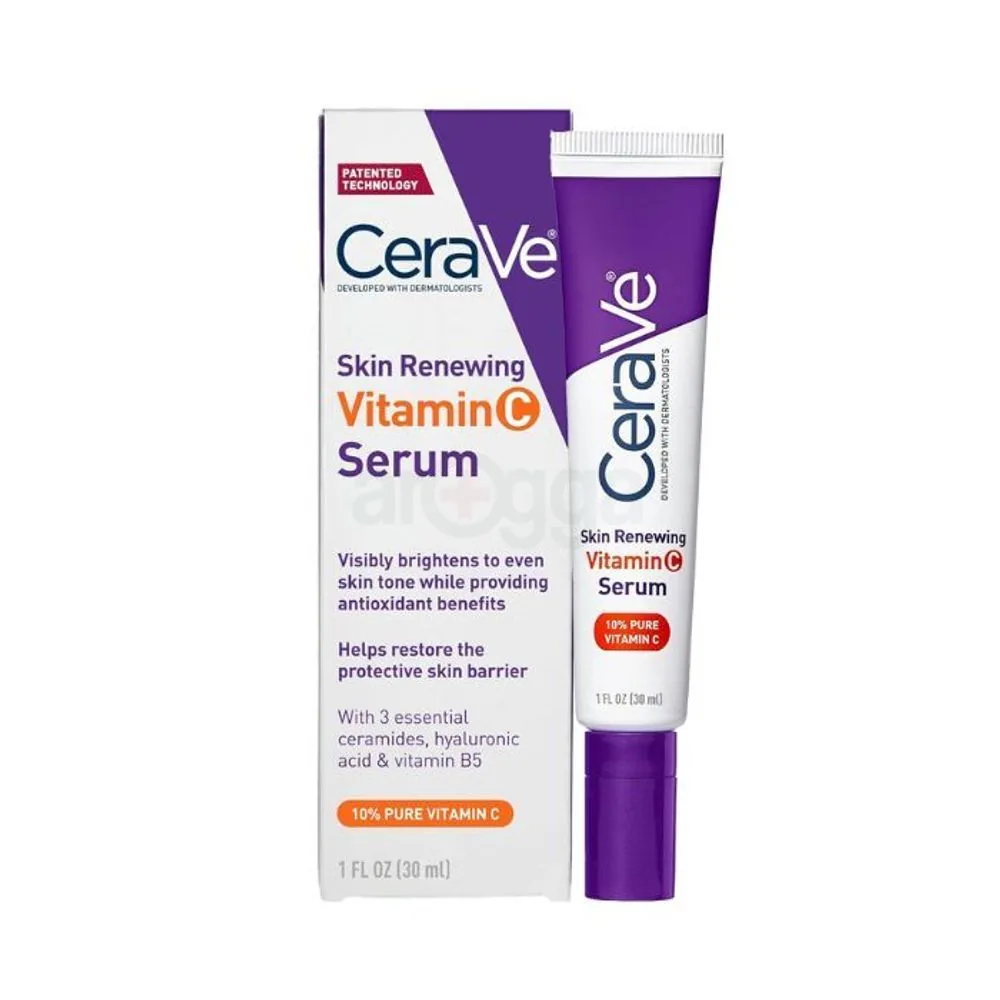 PATENTED
TECHNOLOGY
CeraVe®
DEVELOPED WITH DERMATOLOGISTS
Skin Renewing
Vitamin C
Serum
Visibly brightens to even
skin tone while providing
antioxidant benefits
Helps restore the
protective skin barrier
With 3 essential
ceramides, hyaluronic
acid & vitamin B5
10% PURE VITAMIN C
1 FL OZ (30 ml)
CeraVe®
DEVELOPED WITH DERMATOLOGISTS
Skin Renewing
Vitamin C
Serum
10% PURE
VITAMIN C
1 FL OZ (30 ml)
arogga